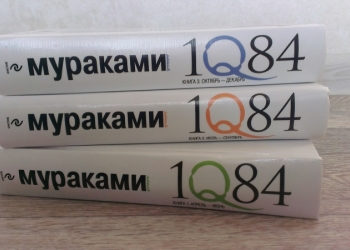 мураками 1Q84
КНИГА 3. ОКТЯБРЬ—ДЕКАБРЬ
мураками 1Q84
КНИГА 2. ИЮЛЬ—СЕНТЯБРЬ
мураками 1Q84
КНИГА 1. АПРЕЛЬ—ИЮНЬ